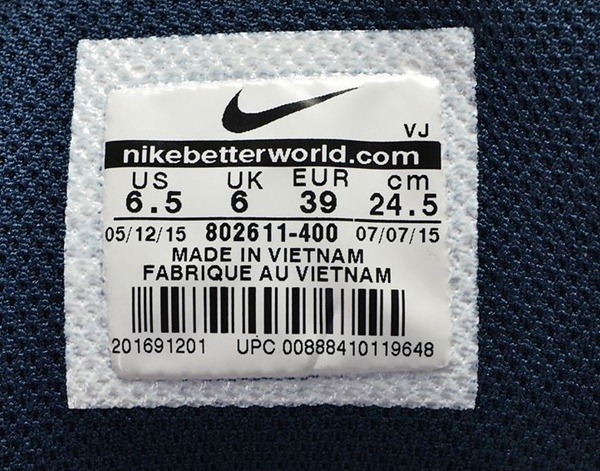 VJ
nikebetterworld.com
US UK EUR cm
6.5 6 39 24.5
05/12/15 802611-400 07/07/15
MADE IN VIETNAM
FABRIQUE AU VIETNAM
201691201 UPC 00888410119648